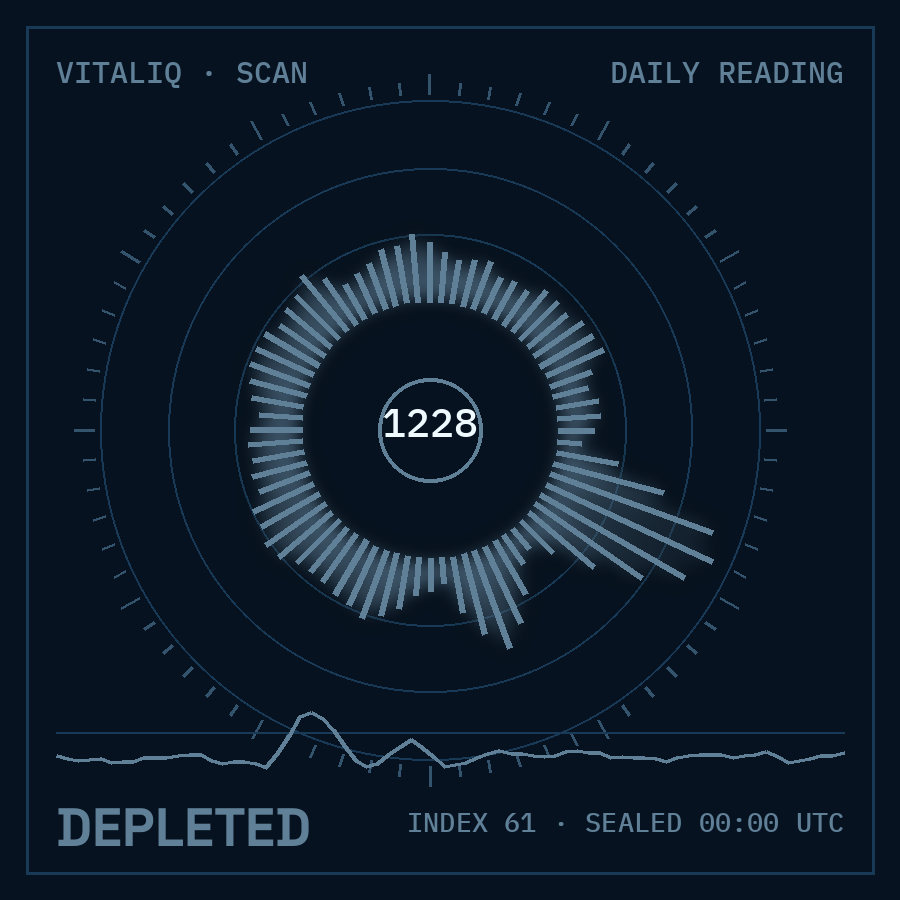 VITALIQ · SCAN
DAILY READING
1228
DEPLETED
INDEX 61 · SEALED 00:00 UTC